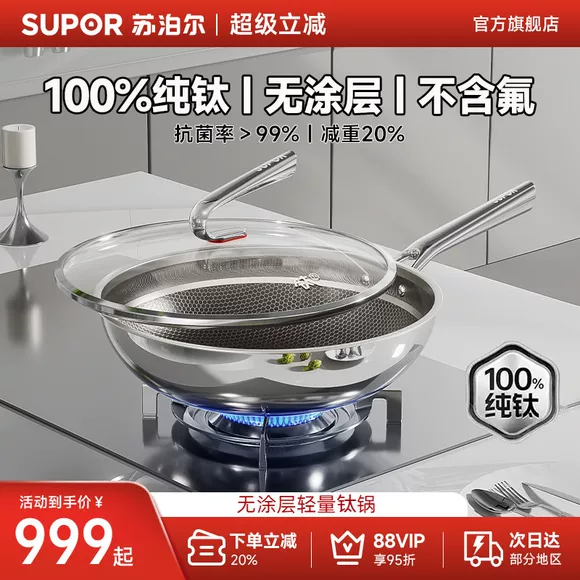 SUPOR 苏泊尔 | 超级立减 官方旗舰店
100%纯钛 | 无涂层 | 不含氟
抗菌率>99% | 减重20%
SUPOR
SUPOR
钛
100%
纯钛
无涂层轻量钛锅
活动到手价¥
999起
下单立减
20%
88VIP
享95折
次日达
部分地区